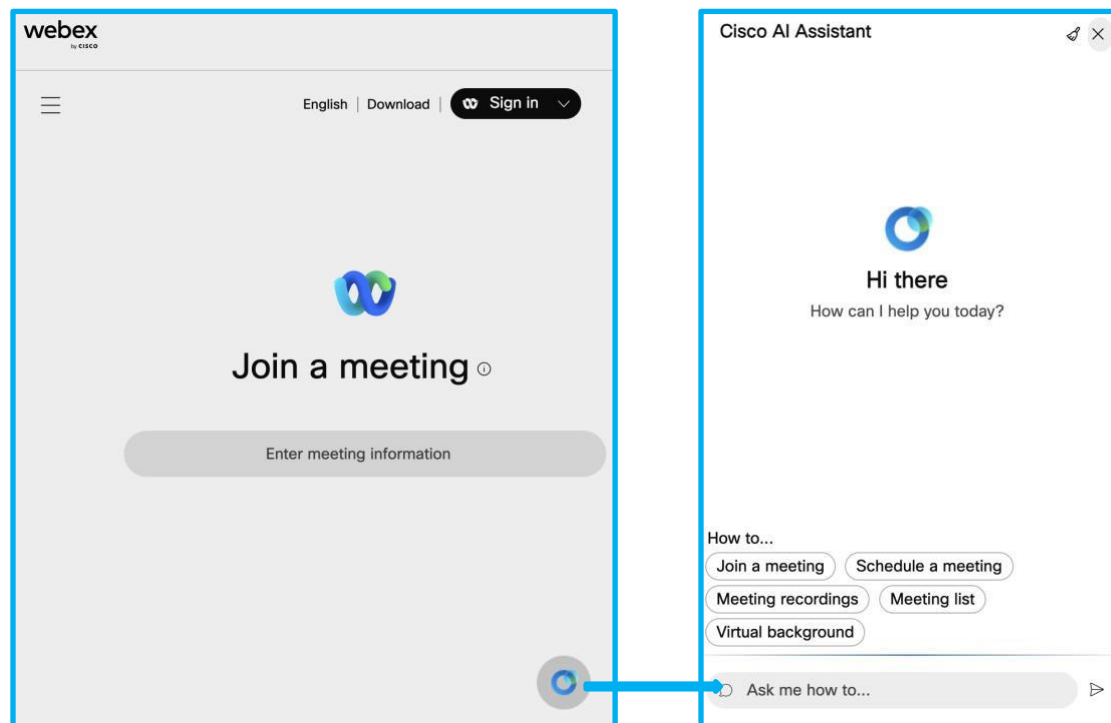 webex
by CISCO
English | Download | Sign in
Join a meeting
Enter meeting information
Cisco AI Assistant
Hi there
How can I help you today?
How to...
Join a meeting Schedule a meeting
Meeting recordings Meeting list
Virtual background
Ask me how to...